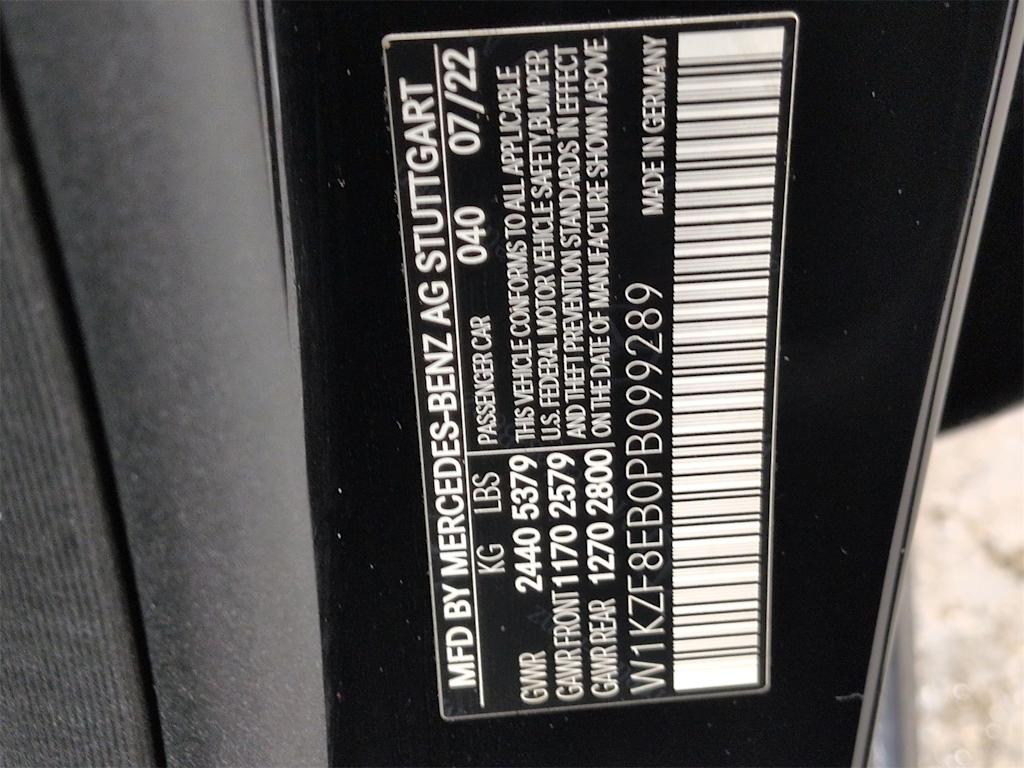 MFD BY MERCEDES-BENZ AG STUTTGART
KG LBS
PASSENGER CAR 040 07/22
GVWR 2440 5379
GAWR FRONT 1170 2579
GAWR REAR 1270 2800
THIS VEHICLE CONFORMS TO ALL APPLICABLE
U.S. FEDERAL MOTOR VEHICLE SAFETY,BUMPER
AND THEFT PREVENTION STANDARDS IN EFFECT
ON THE DATE OF MANUFACTURE SHOWN ABOVE
W1KZF8EB0PB099289
MADE IN GERMANY